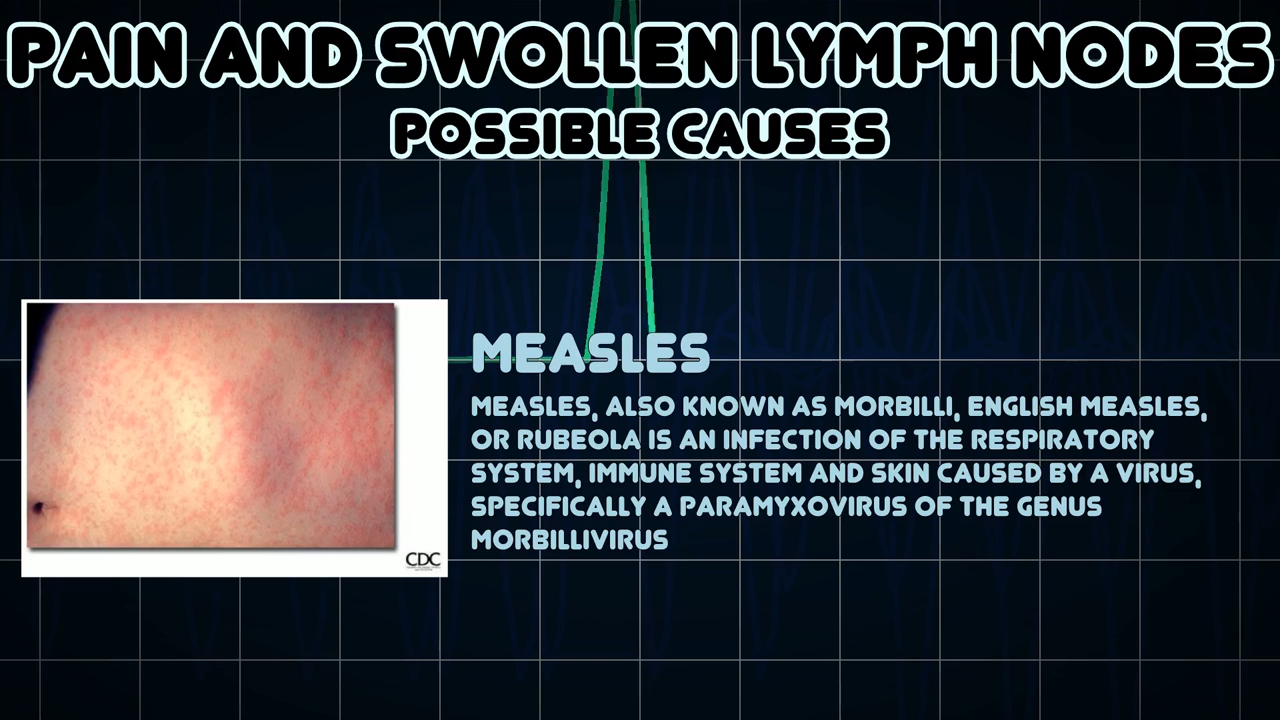 PAIN AND SWOLLEN LYMPH NODES
POSSIBLE CAUSES
MEASLES
MEASLES, ALSO KNOWN AS MORBILLI, ENGLISH MEASLES,
OR RUBEOLA IS AN INFECTION OF THE RESPIRATORY
SYSTEM, IMMUNE SYSTEM AND SKIN CAUSED BY A VIRUS,
SPECIFICALLY A PARAMYXOVIRUS OF THE GENUS
MORBILLIVIRUS
CDC